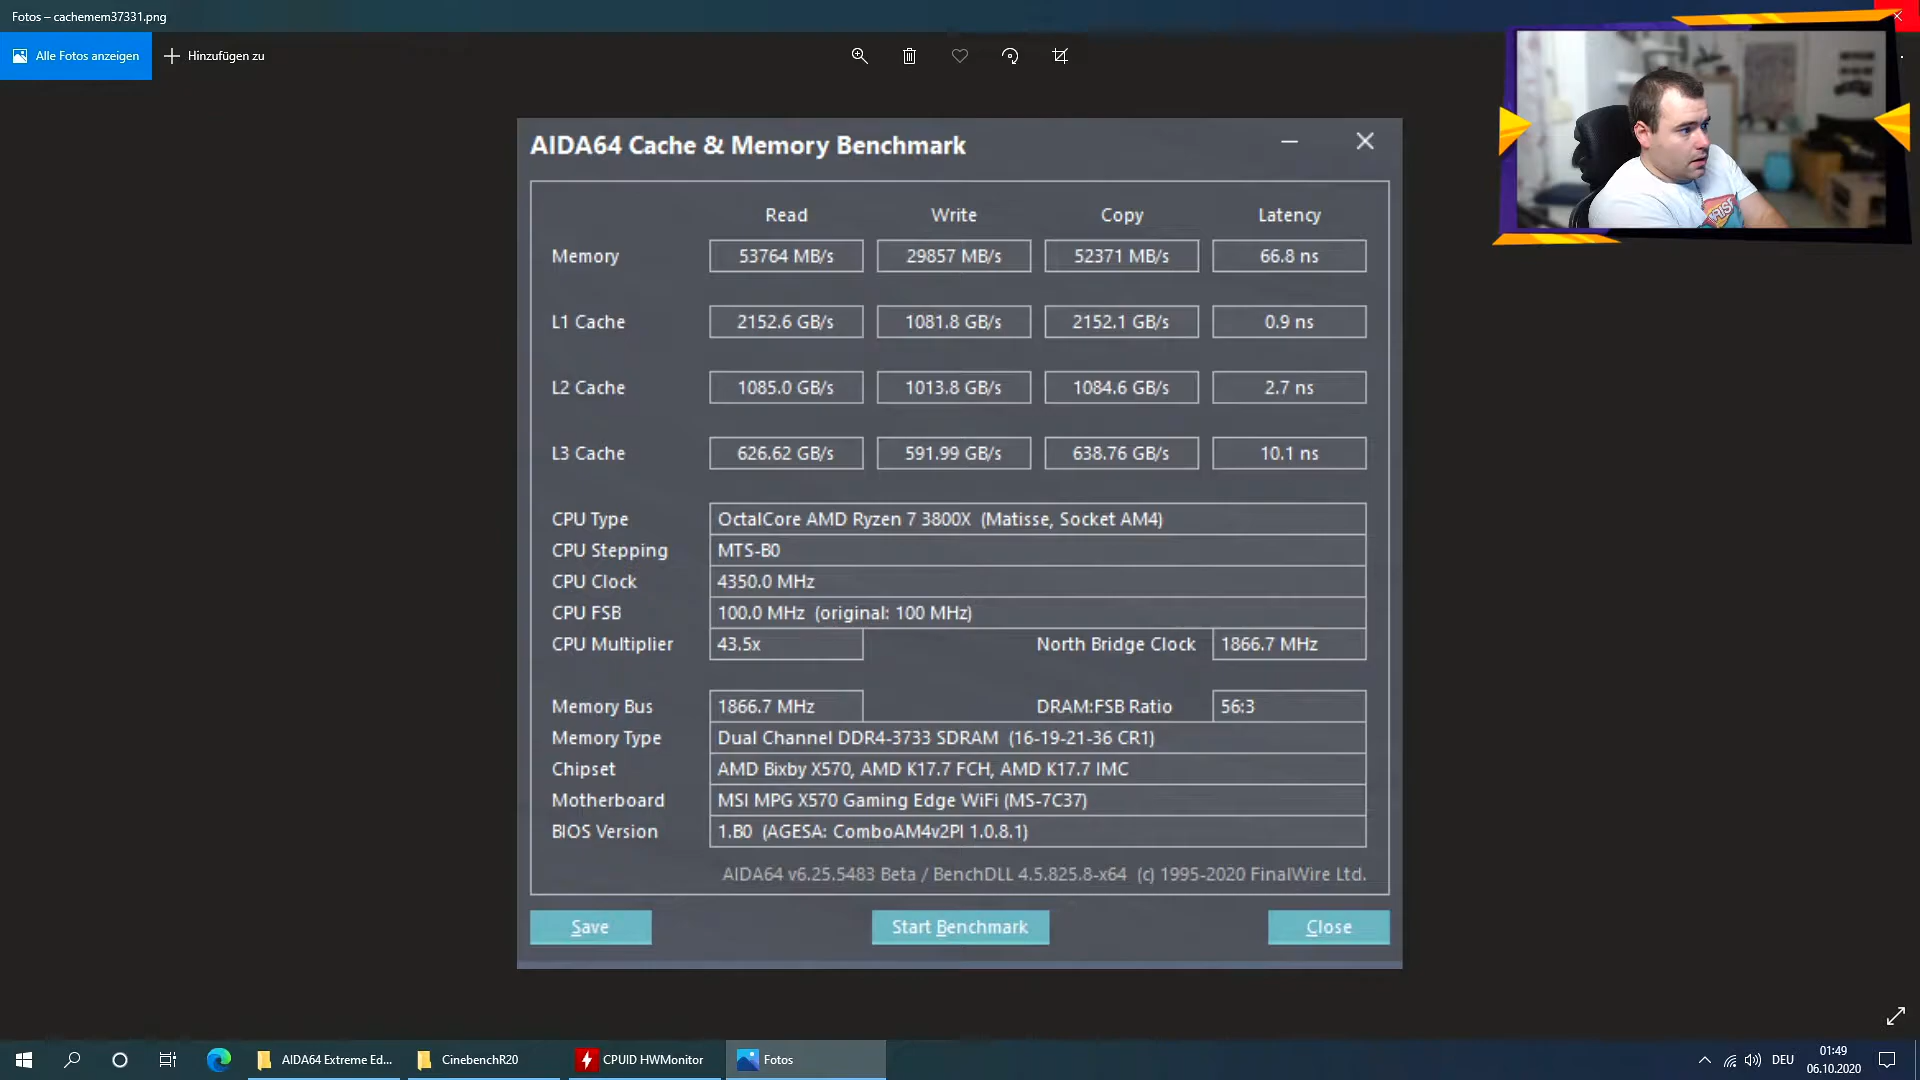 Fotos – cachemem37331.png
Alle Fotos anzeigen
Hinzufügen zu
AIDA64 Cache & Memory Benchmark
Read Write Copy Latency
Memory 53764 MB/s 29857 MB/s 52371 MB/s 66.8 ns
L1 Cache 2152.6 GB/s 1081.8 GB/s 2152.1 GB/s 0.9 ns
L2 Cache 1085.0 GB/s 1013.8 GB/s 1084.6 GB/s 2.7 ns
L3 Cache 626.62 GB/s 591.99 GB/s 638.76 GB/s 10.1 ns
CPU Type OctalCore AMD Ryzen 7 3800X (Matisse, Socket AM4)
CPU Stepping MTS-B0
CPU Clock 4350.0 MHz
CPU FSB 100.0 MHz (original: 100 MHz)
CPU Multiplier 43.5x North Bridge Clock 1866.7 MHz
Memory Bus 1866.7 MHz DRAM:FSB Ratio 56:3
Memory Type Dual Channel DDR4-3733 SDRAM (16-19-21-36 CR1)
Chipset AMD Bixby X570, AMD K17.7 FCH, AMD K17.7 IMC
Motherboard MSI MPG X570 Gaming Edge WiFi (MS-7C37)
BIOS Version 1.B0 (AGESA: ComboAM4v2PI 1.0.8.1)
AIDA64 v6.25.5483 Beta / BenchDLL 4.5.825.8-x64 (c) 1995-2020 FinalWire Ltd.
Save Start Benchmark Close
AIDA64 Extreme Ed... CinebenchR20 CPUID HWMonitor Fotos DEU 01:49
06.10.2020